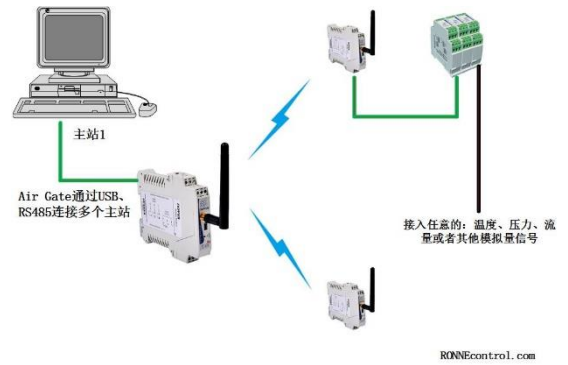 主站1
Air Gate通过USB、
RS485连接多个主站
接入任意的：温度、压力、流
量或者其他模拟量信号
RONNEcontrol.com